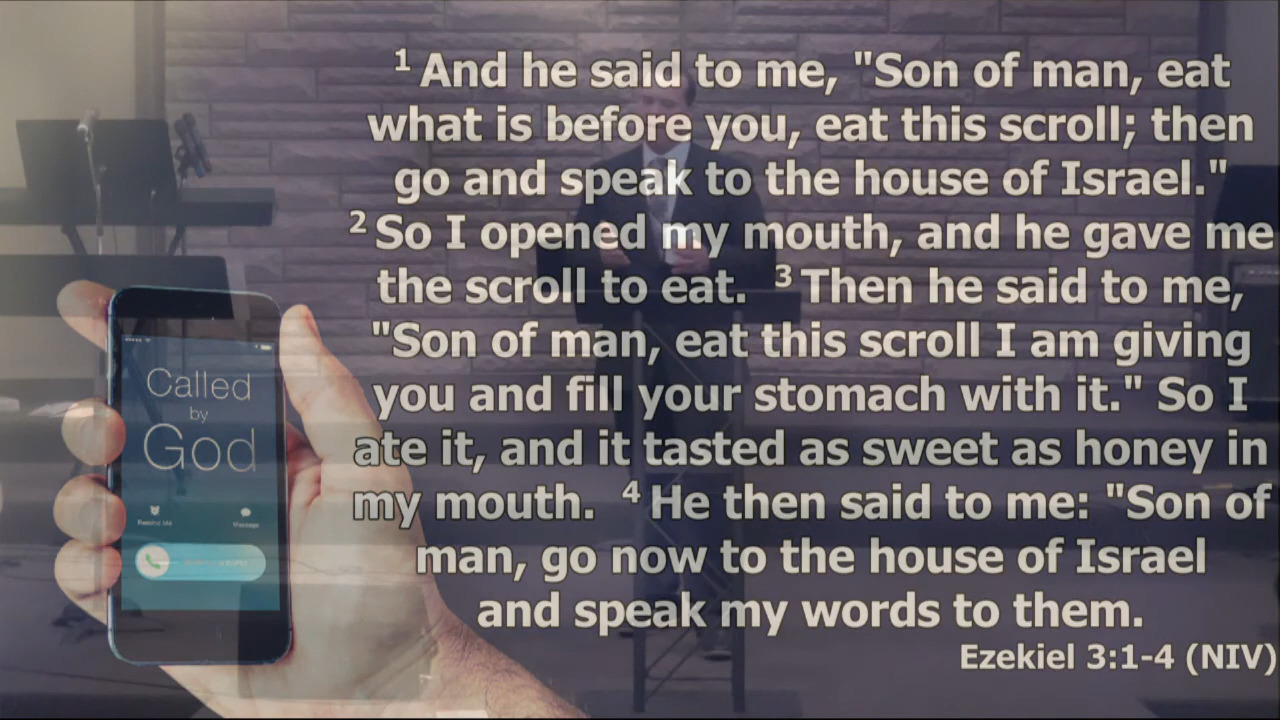 ¹ And he said to me, "Son of man, eat
what is before you, eat this scroll; then
go and speak to the house of Israel."
² So I opened my mouth, and he gave me
the scroll to eat. ³ Then he said to me,
"Son of man, eat this scroll I am giving
you and fill your stomach with it." So I
ate it, and it tasted as sweet as honey in
my mouth. ⁴ He then said to me: "Son of
man, go now to the house of Israel
and speak my words to them.
Ezekiel 3:1-4 (NIV)
Called
by
God
Remind Me
Message